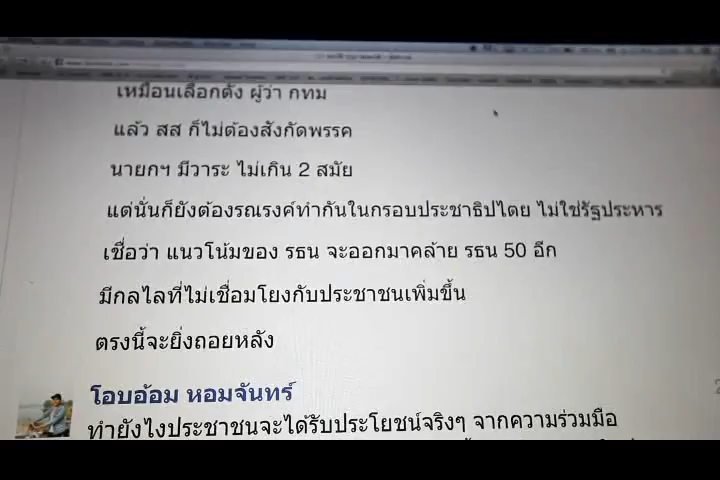 เหมือนเลือกตั้ง ผู้ว่า กทม
แล้ว สส ก็ไม่ต้องสังกัดพรรค
นายกฯ มีวาระ ไม่เกิน 2 สมัย
แต่นั่นก็ยังต้องรณรงค์ทำกันในกรอบประชาธิปไตย ไม่ใช่รัฐประหาร
เชื่อว่า แนวโน้มของ รธน จะออกมาคล้าย รธน 50 อีก
มีกลไลที่ไม่เชื่อมโยงกับประชาชนเพิ่มขึ้น
ตรงนี้จะยิ่งถอยหลัง
โอบอ้อม หอมจันทร์
ทำยังไงประชาชนจะได้รับประโยชน์จริงๆ จากความร่วมมือ